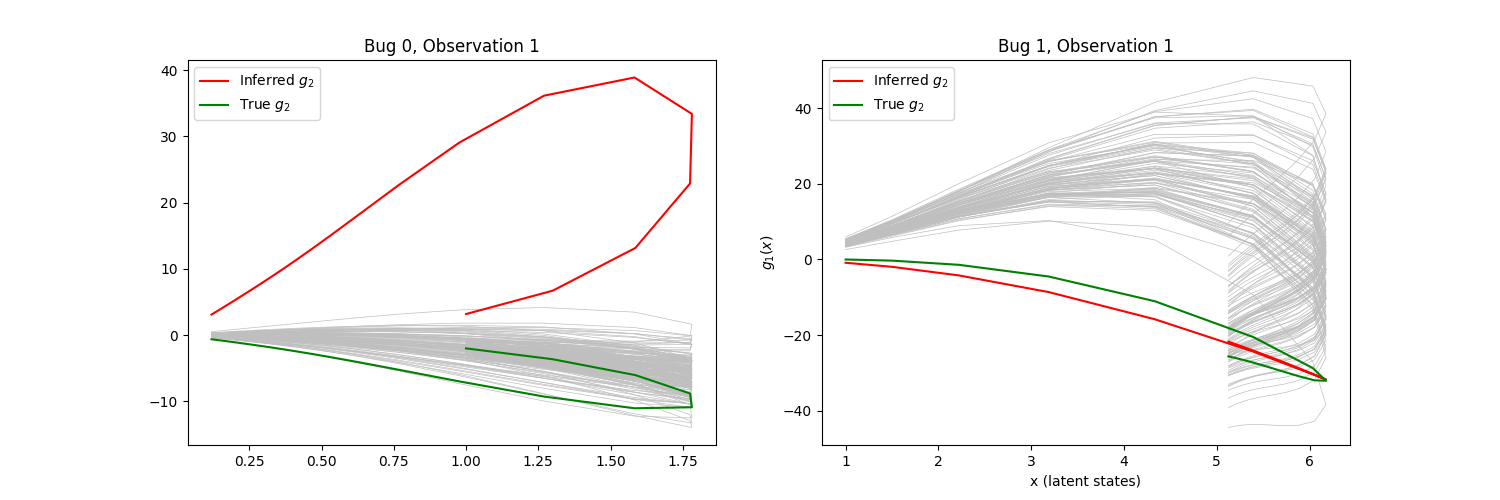 Bug 0, Observation 1
Inferred g₂
True g₂
40
30
20
10
0
−10
0.25 0.50 0.75 1.00 1.25 1.50 1.75
Bug 1, Observation 1
Inferred g₂
True g₂
g₁(x)
40
20
0
−20
−40
1 2 3 4 5 6
x (latent states)